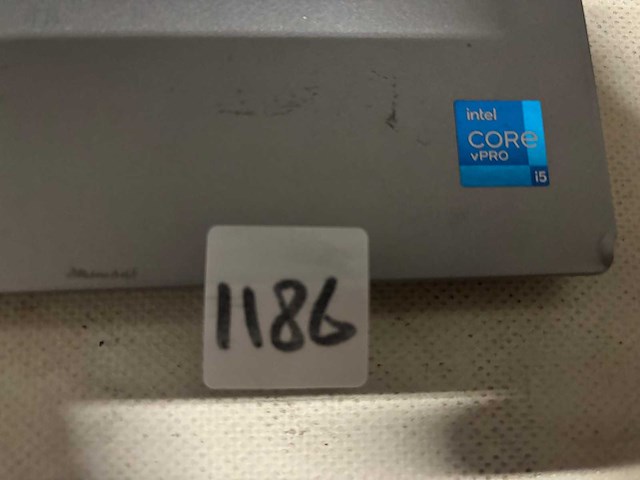 intel
CORE
vPRO
i5
1186